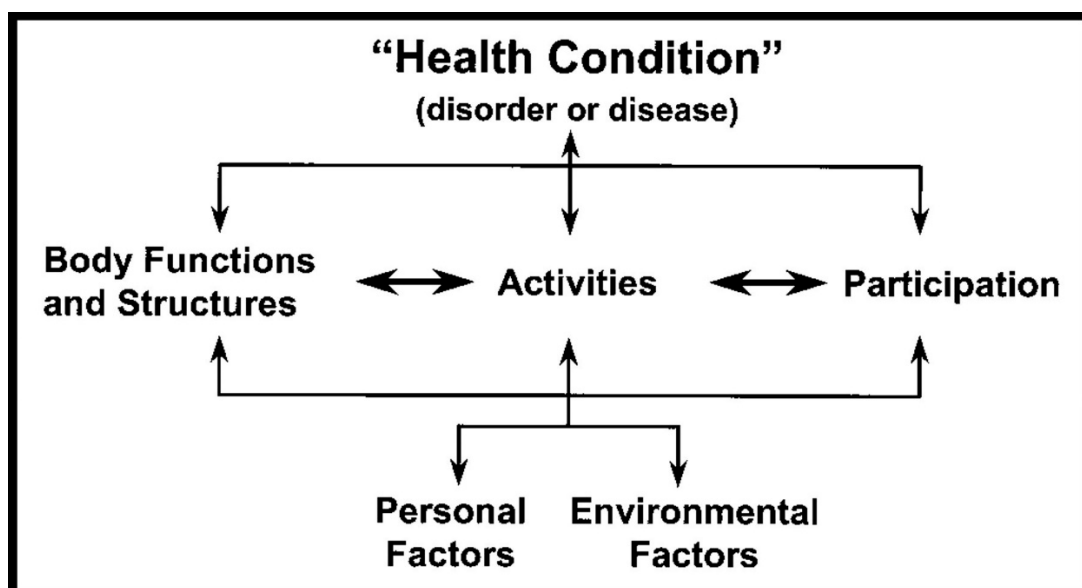 “Health Condition”
(disorder or disease)
Body Functions
and Structures
Activities
Participation
Personal
Factors
Environmental
Factors